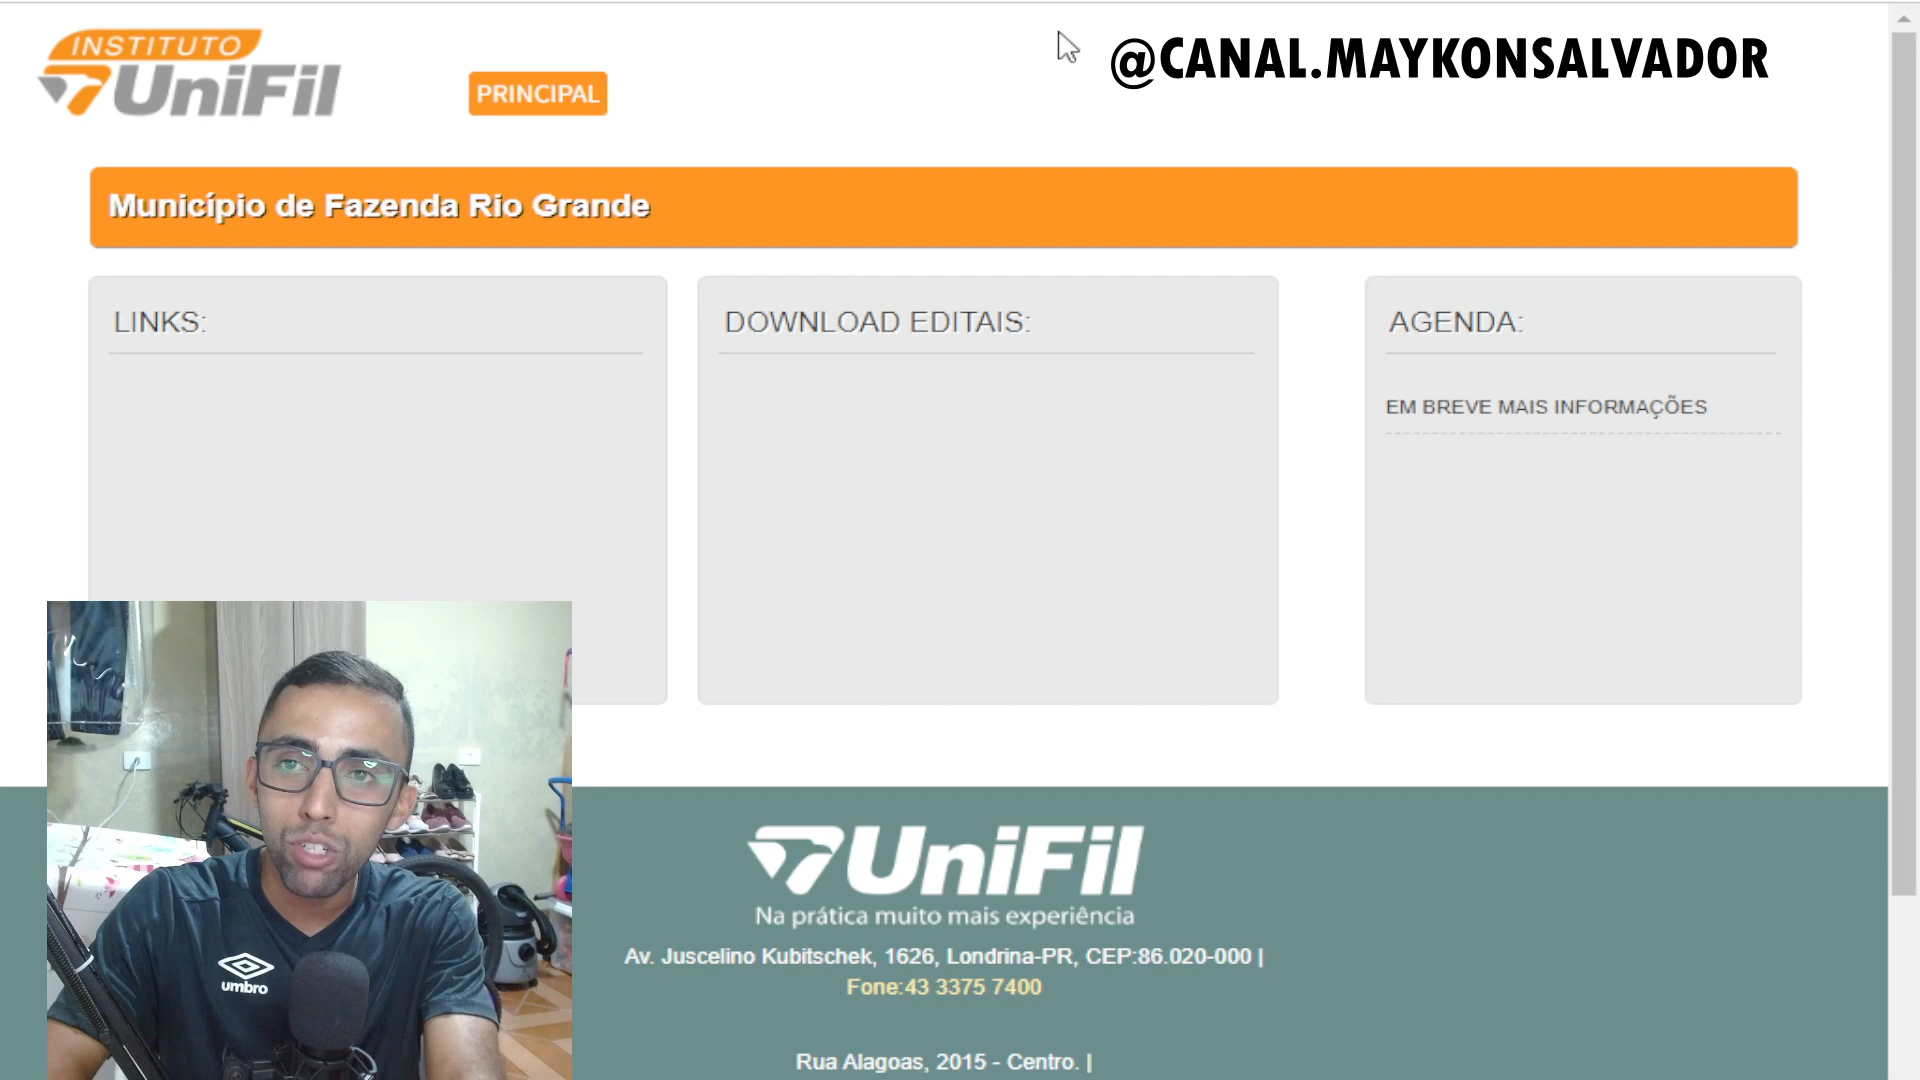 INSTITUTO
UniFil
PRINCIPAL
@CANAL.MAYKONSALVADOR
Município de Fazenda Rio Grande
LINKS:
DOWNLOAD EDITAIS:
AGENDA:
EM BREVE MAIS INFORMAÇÕES
umbro
UniFil
Na prática muito mais experiência
Av. Juscelino Kubitschek, 1626, Londrina-PR, CEP:86.020-000 |
Fone:43 3375 7400
Rua Alagoas, 2015 - Centro. |